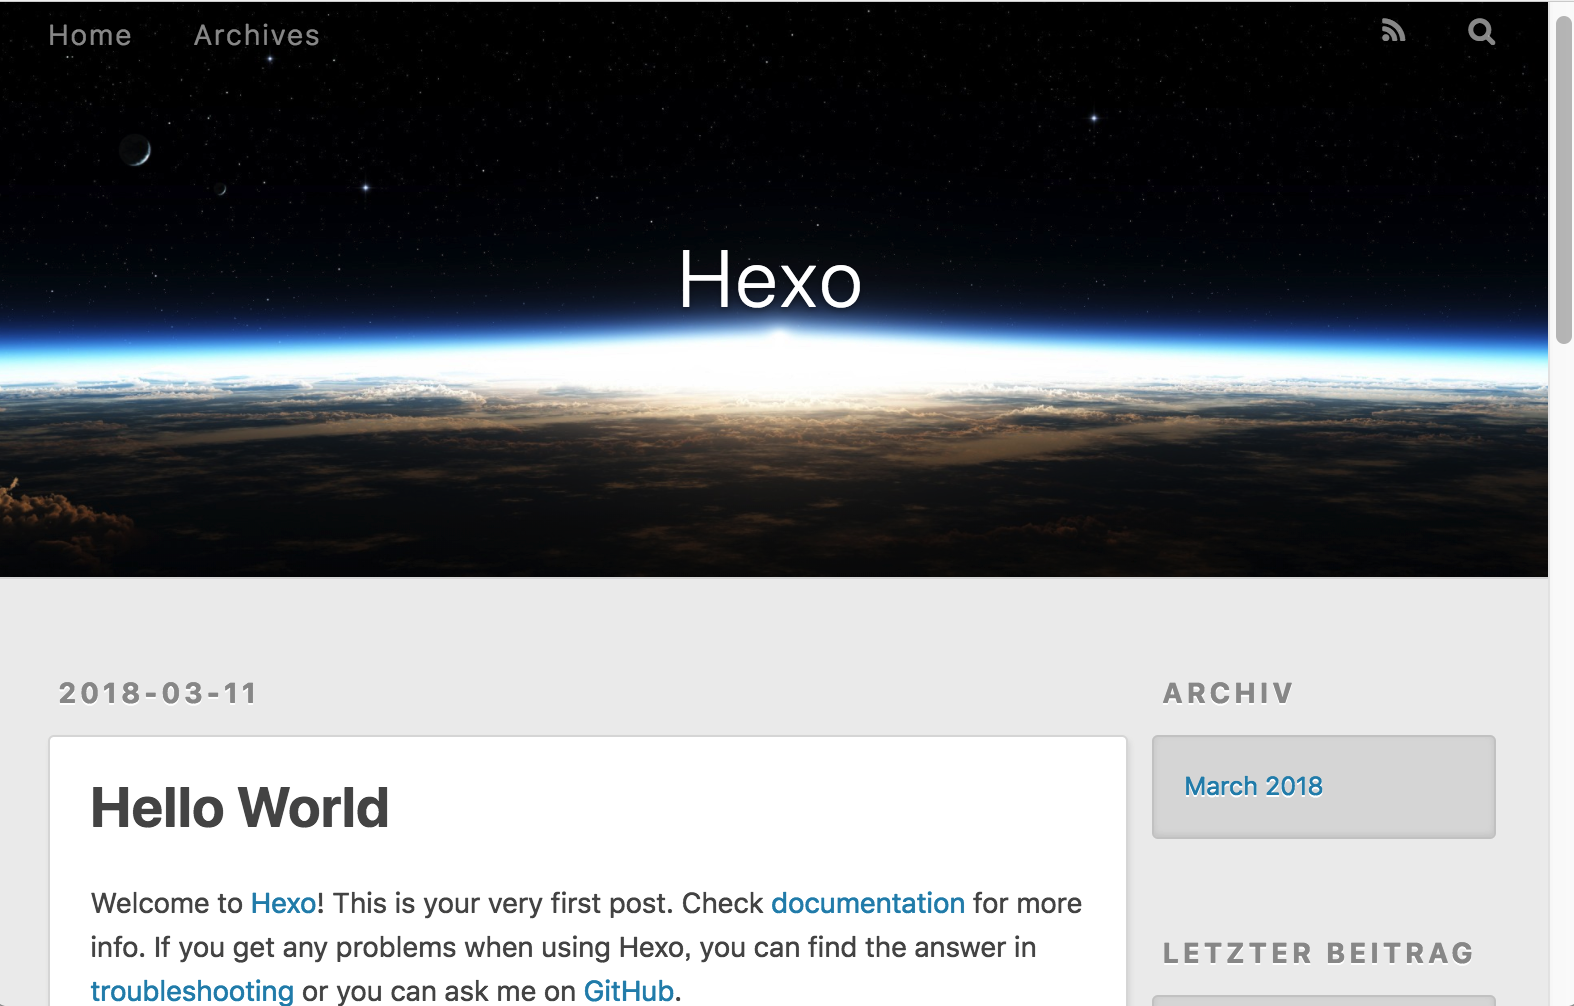 Home Archives
Hexo
2018-03-11
Hello World
Welcome to Hexo! This is your very first post. Check documentation for more
info. If you get any problems when using Hexo, you can find the answer in
troubleshooting or you can ask me on GitHub.
ARCHIV
March 2018
LETZTER BEITRAG